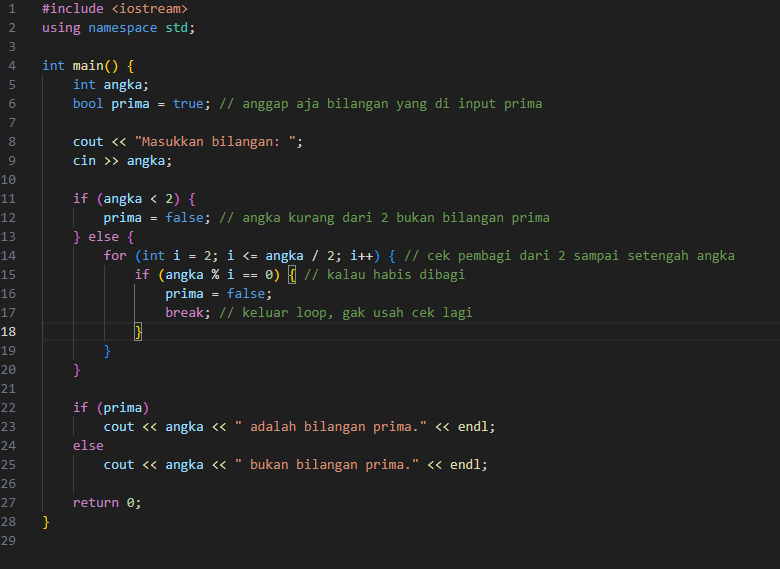 1 #include <iostream>
2 using namespace std;
3
4 int main() {
5     int angka;
6     bool prima = true; // anggap aja bilangan yang di input prima
7
8     cout << "Masukkan bilangan: ";
9     cin >> angka;
10
11     if (angka < 2) {
12         prima = false; // angka kurang dari 2 bukan bilangan prima
13     } else {
14         for (int i = 2; i <= angka / 2; i++) { // cek pembagi dari 2 sampai setengah angka
15             if (angka % i == 0) { // kalau habis dibagi
16                 prima = false;
17                 break; // keluar loop, gak usah cek lagi
18             }
19         }
20     }
21
22     if (prima)
23         cout << angka << " adalah bilangan prima." << endl;
24     else
25         cout << angka << " bukan bilangan prima." << endl;
26
27     return 0;
28 }
29